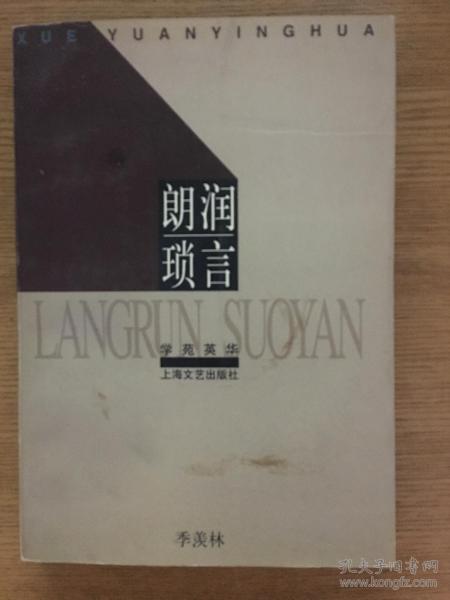 XUE YUANYINGHUA
朗润
琐言
LANGRUN SUOYAN
学苑英华
上海文艺出版社
季羡林
孔夫子旧书网
www.kongfz.com